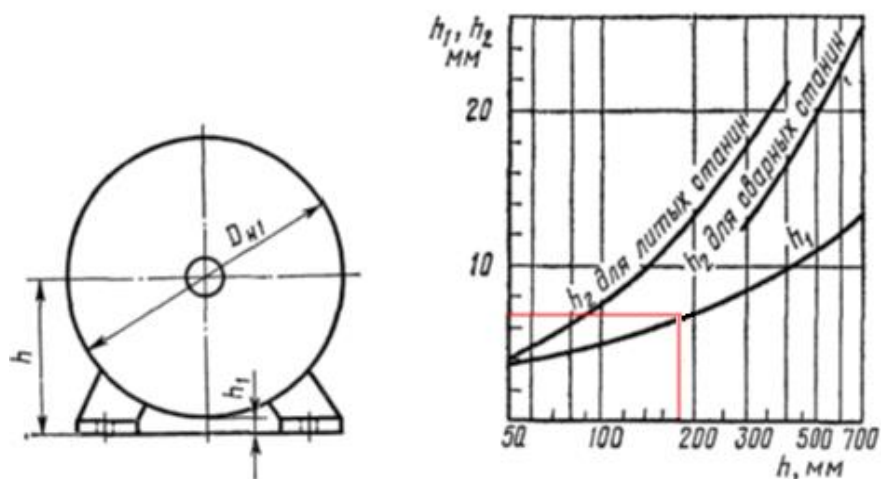 Dн1
h
h₁
h₁, h₂
мм
20
10
h₂ для литых станин
h₂ для сварных станин
h₁
50 100 200 300 500 700
h, мм